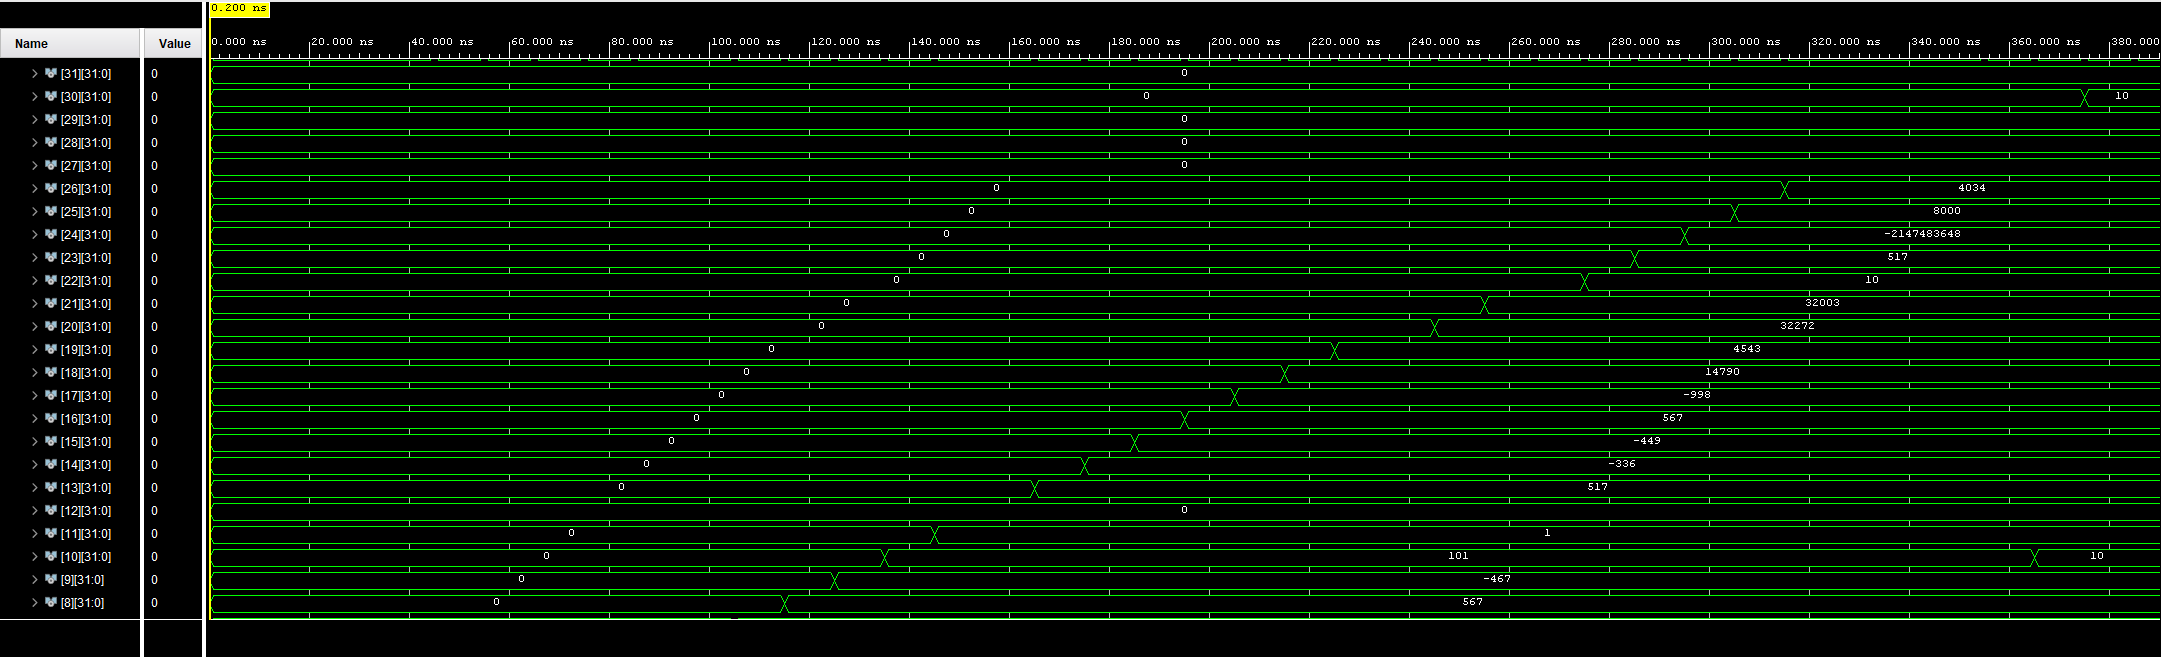 0.200 ns
Name Value 0.000 ns 20.000 ns 40.000 ns 60.000 ns 80.000 ns 100.000 ns 120.000 ns 140.000 ns 160.000 ns 180.000 ns 200.000 ns 220.000 ns 240.000 ns 260.000 ns 280.000 ns 300.000 ns 320.000 ns 340.000 ns 360.000 ns 380.000
[31][31:0] 0 0
[30][31:0] 0 0 10
[29][31:0] 0 0
[28][31:0] 0 0
[27][31:0] 0 0
[26][31:0] 0 0 4034
[25][31:0] 0 0 8000
[24][31:0] 0 0 -2147483648
[23][31:0] 0 0 517
[22][31:0] 0 0 10
[21][31:0] 0 0 32003
[20][31:0] 0 0 32272
[19][31:0] 0 0 4543
[18][31:0] 0 0 14790
[17][31:0] 0 0 -998
[16][31:0] 0 0 567
[15][31:0] 0 0 -449
[14][31:0] 0 0 -336
[13][31:0] 0 0 517
[12][31:0] 0 0
[11][31:0] 0 0 1
[10][31:0] 0 0 101 10
[9][31:0] 0 0 -467
[8][31:0] 0 0 567